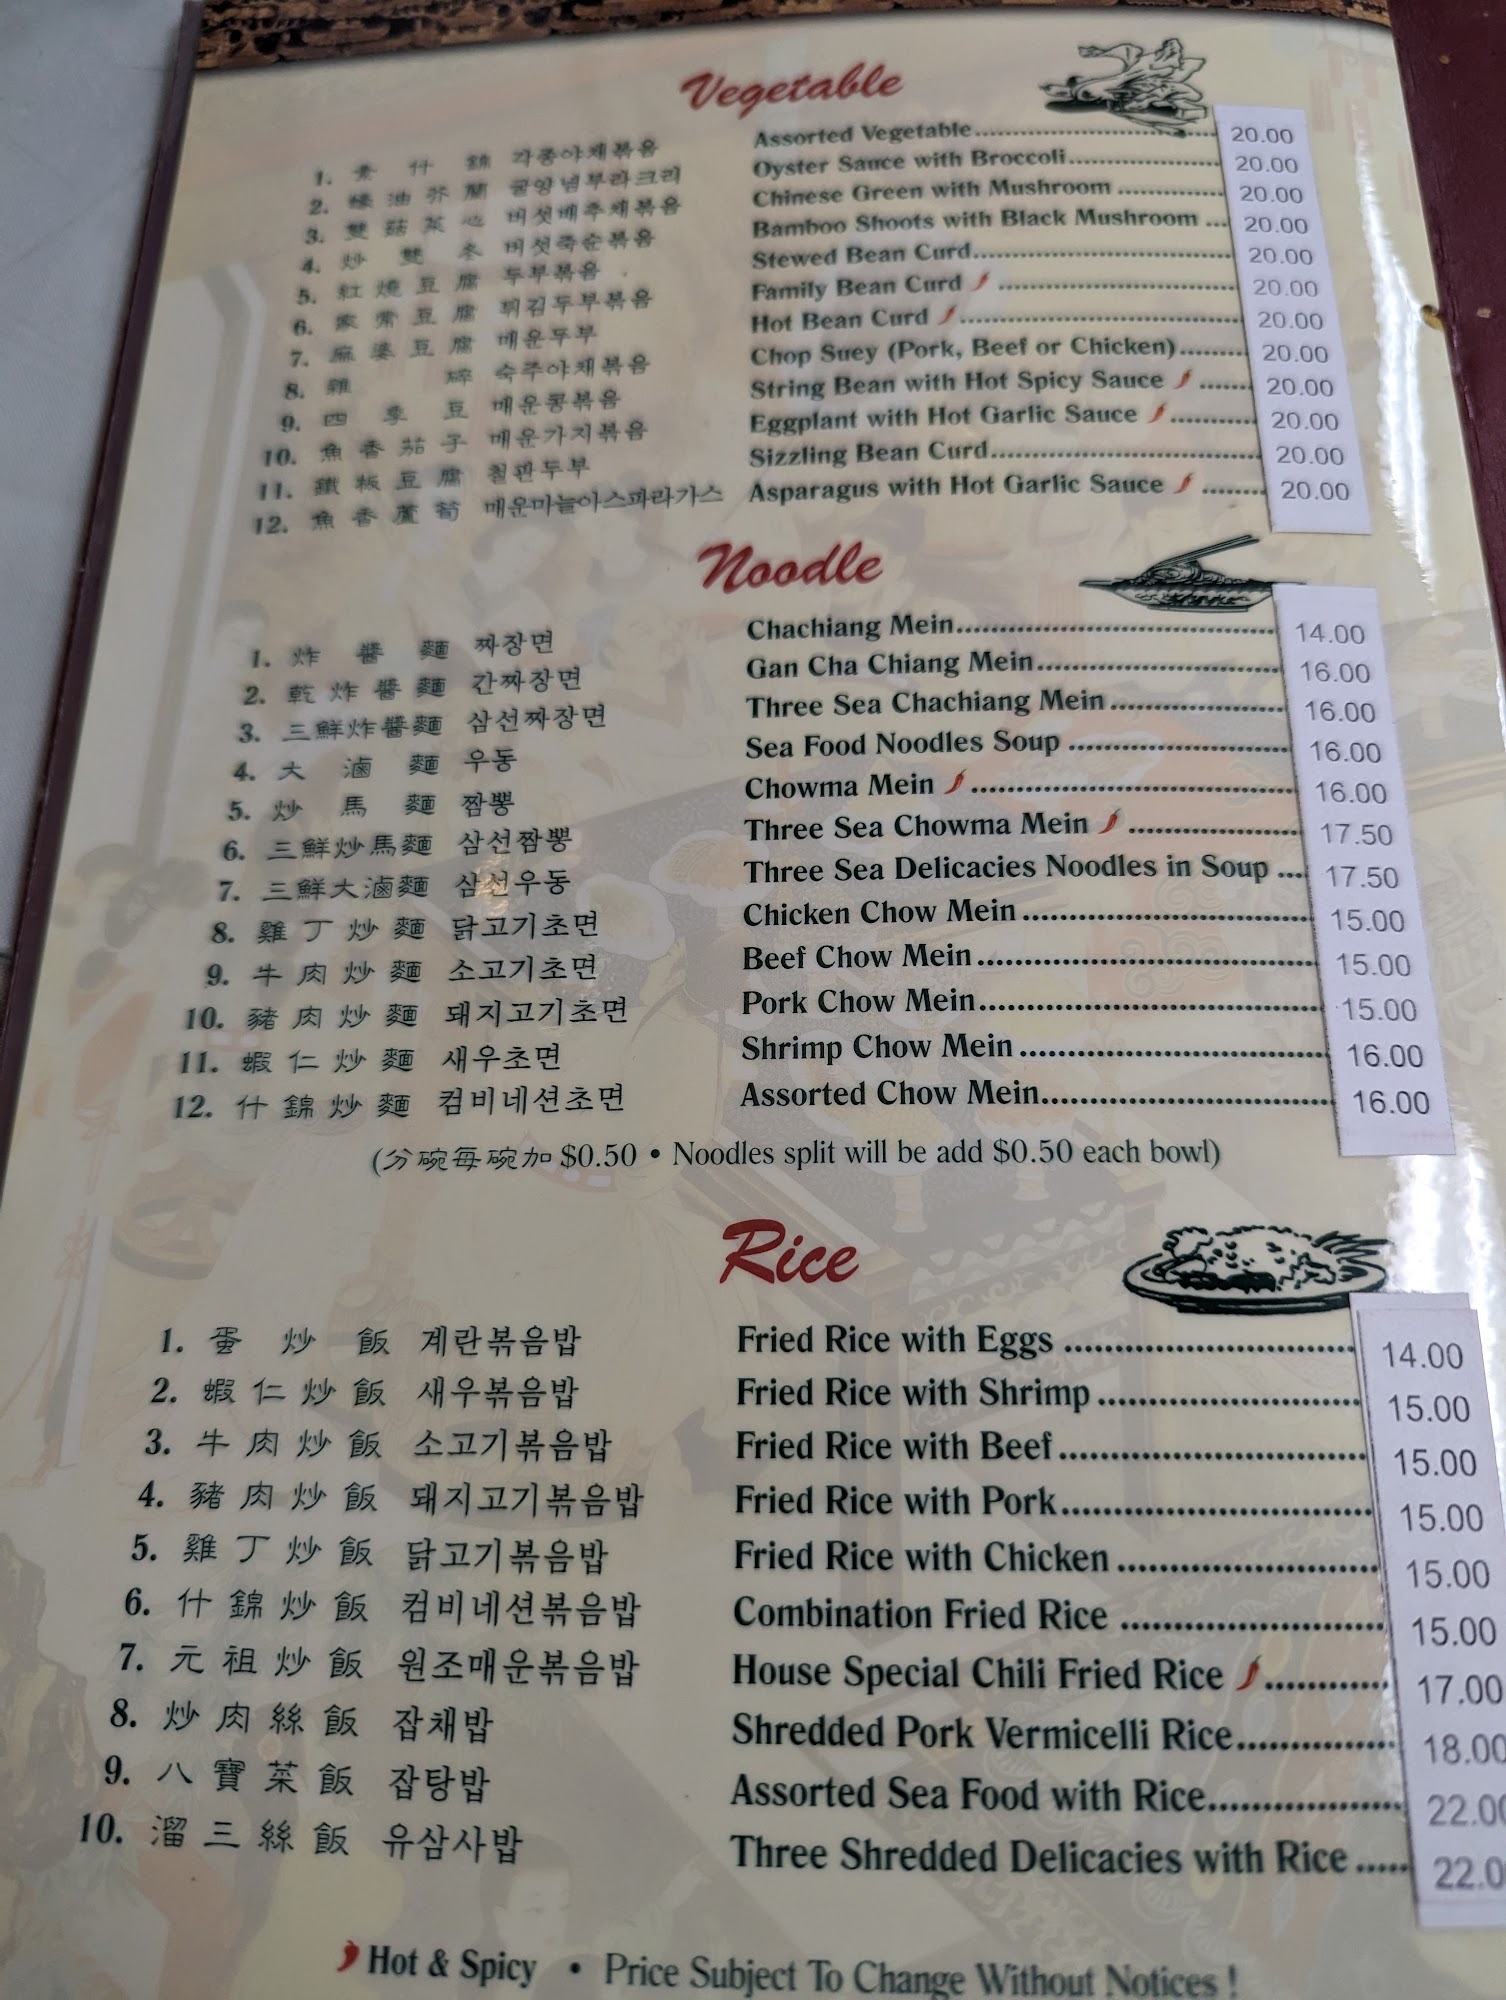 Vegetable
1. 素 什 錦 각종야채볶음 Assorted Vegetable 20.00
2. 蠔 油 芥 蘭 굴양념부라크리 Oyster Sauce with Broccoli 20.00
3. 雙 菇 菜 心 버섯배추채볶음 Chinese Green with Mushroom 20.00
4. 炒 雙 冬 버섯죽순볶음 Bamboo Shoots with Black Mushroom 20.00
5. 紅 燒 豆 腐 두부볶음 Stewed Bean Curd 20.00
6. 家 常 豆 腐 튀김두부볶음 Family Bean Curd 20.00
7. 麻 婆 豆 腐 매운두부 Hot Bean Curd 20.00
8. 雜 碎 숙주야채볶음 Chop Suey (Pork, Beef or Chicken) 20.00
9. 四 季 豆 매운콩볶음 String Bean with Hot Spicy Sauce 20.00
10. 魚 香 茄 子 매운가지볶음 Eggplant with Hot Garlic Sauce 20.00
11. 鐵 板 豆 腐 철판두부 Sizzling Bean Curd 20.00
12. 魚 香 蘆 筍 매운마늘아스파라가스 Asparagus with Hot Garlic Sauce 20.00
Noodle
1. 炸 醬 麵 짜장면 Chachiang Mein 14.00
2. 乾 炸 醬 麵 간짜장면 Gan Cha Chiang Mein 16.00
3. 三鮮炸醬麵 삼선짜장면 Three Sea Chachiang Mein 16.00
4. 大 滷 麵 우동 Sea Food Noodles Soup 16.00
5. 炒 馬 麵 짬뽕 Chowma Mein 16.00
6. 三鮮炒馬麵 삼선짬뽕 Three Sea Chowma Mein 17.50
7. 三鮮大滷麵 삼선우동 Three Sea Delicacies Noodles in Soup 17.50
8. 雞 丁 炒 麵 닭고기초면 Chicken Chow Mein 15.00
9. 牛 肉 炒 麵 소고기초면 Beef Chow Mein 15.00
10. 豬 肉 炒 麵 돼지고기초면 Pork Chow Mein 15.00
11. 蝦 仁 炒 麵 새우초면 Shrimp Chow Mein 16.00
12. 什 錦 炒 麵 컴비네션초면 Assorted Chow Mein 16.00
(分碗每碗加 $0.50 • Noodles split will be add $0.50 each bowl)
Rice
1. 蛋 炒 飯 계란볶음밥 Fried Rice with Eggs 14.00
2. 蝦 仁 炒 飯 새우볶음밥 Fried Rice with Shrimp 15.00
3. 牛 肉 炒 飯 소고기볶음밥 Fried Rice with Beef 15.00
4. 豬 肉 炒 飯 돼지고기볶음밥 Fried Rice with Pork 15.00
5. 雞 丁 炒 飯 닭고기볶음밥 Fried Rice with Chicken 15.00
6. 什 錦 炒 飯 컴비네션볶음밥 Combination Fried Rice 15.00
7. 元 祖 炒 飯 원조매운볶음밥 House Special Chili Fried Rice 17.00
8. 炒 肉 絲 飯 잡채밥 Shredded Pork Vermicelli Rice 18.00
9. 八 寶 菜 飯 잡탕밥 Assorted Sea Food with Rice 22.00
10. 溜 三 絲 飯 유삼사밥 Three Shredded Delicacies with Rice 22.0
Hot & Spicy • Price Subject To Change Without Notices !